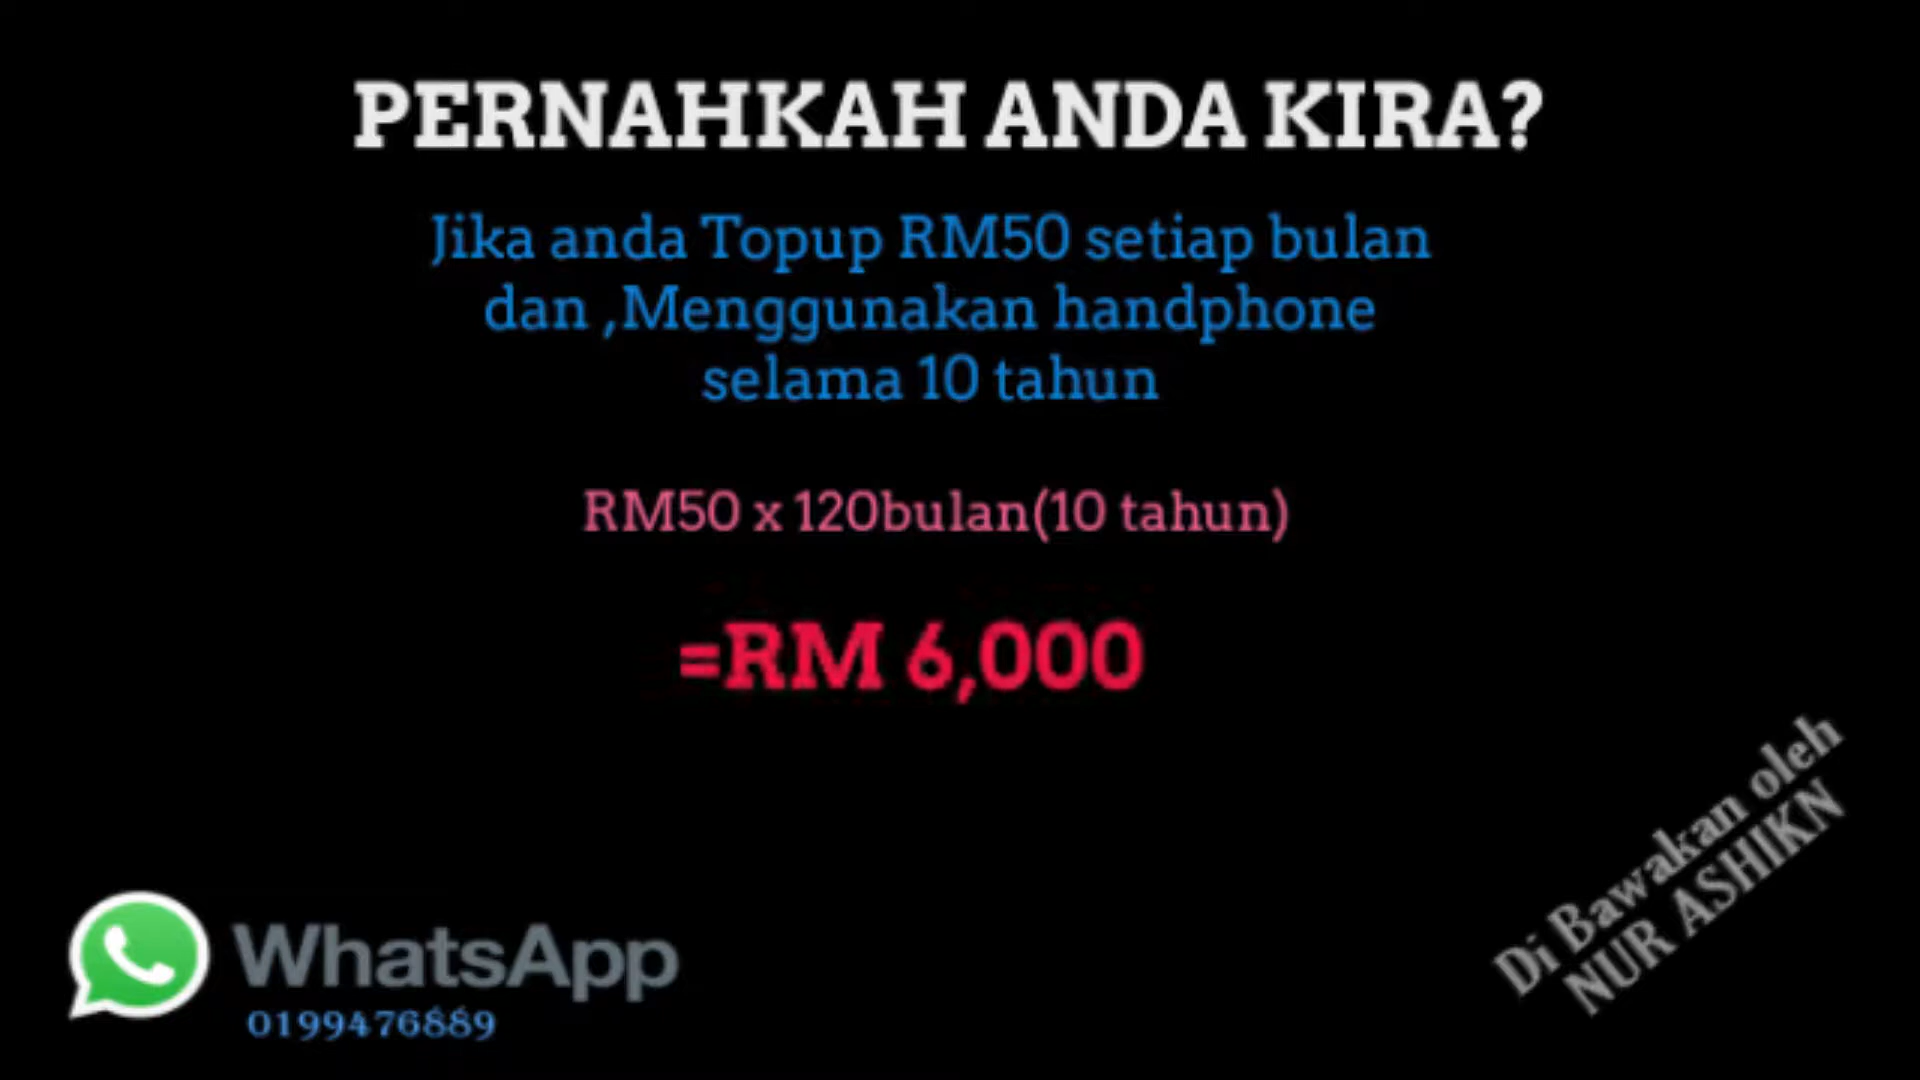 PERNAHKAH ANDA KIRA?
Jika anda Topup RM50 setiap bulan
dan ,Menggunakan handphone
selama 10 tahun
RM50 x 120bulan(10 tahun)
=RM 6,000
Di Bawakan oleh
NUR ASHIKN
WhatsApp
0199476889